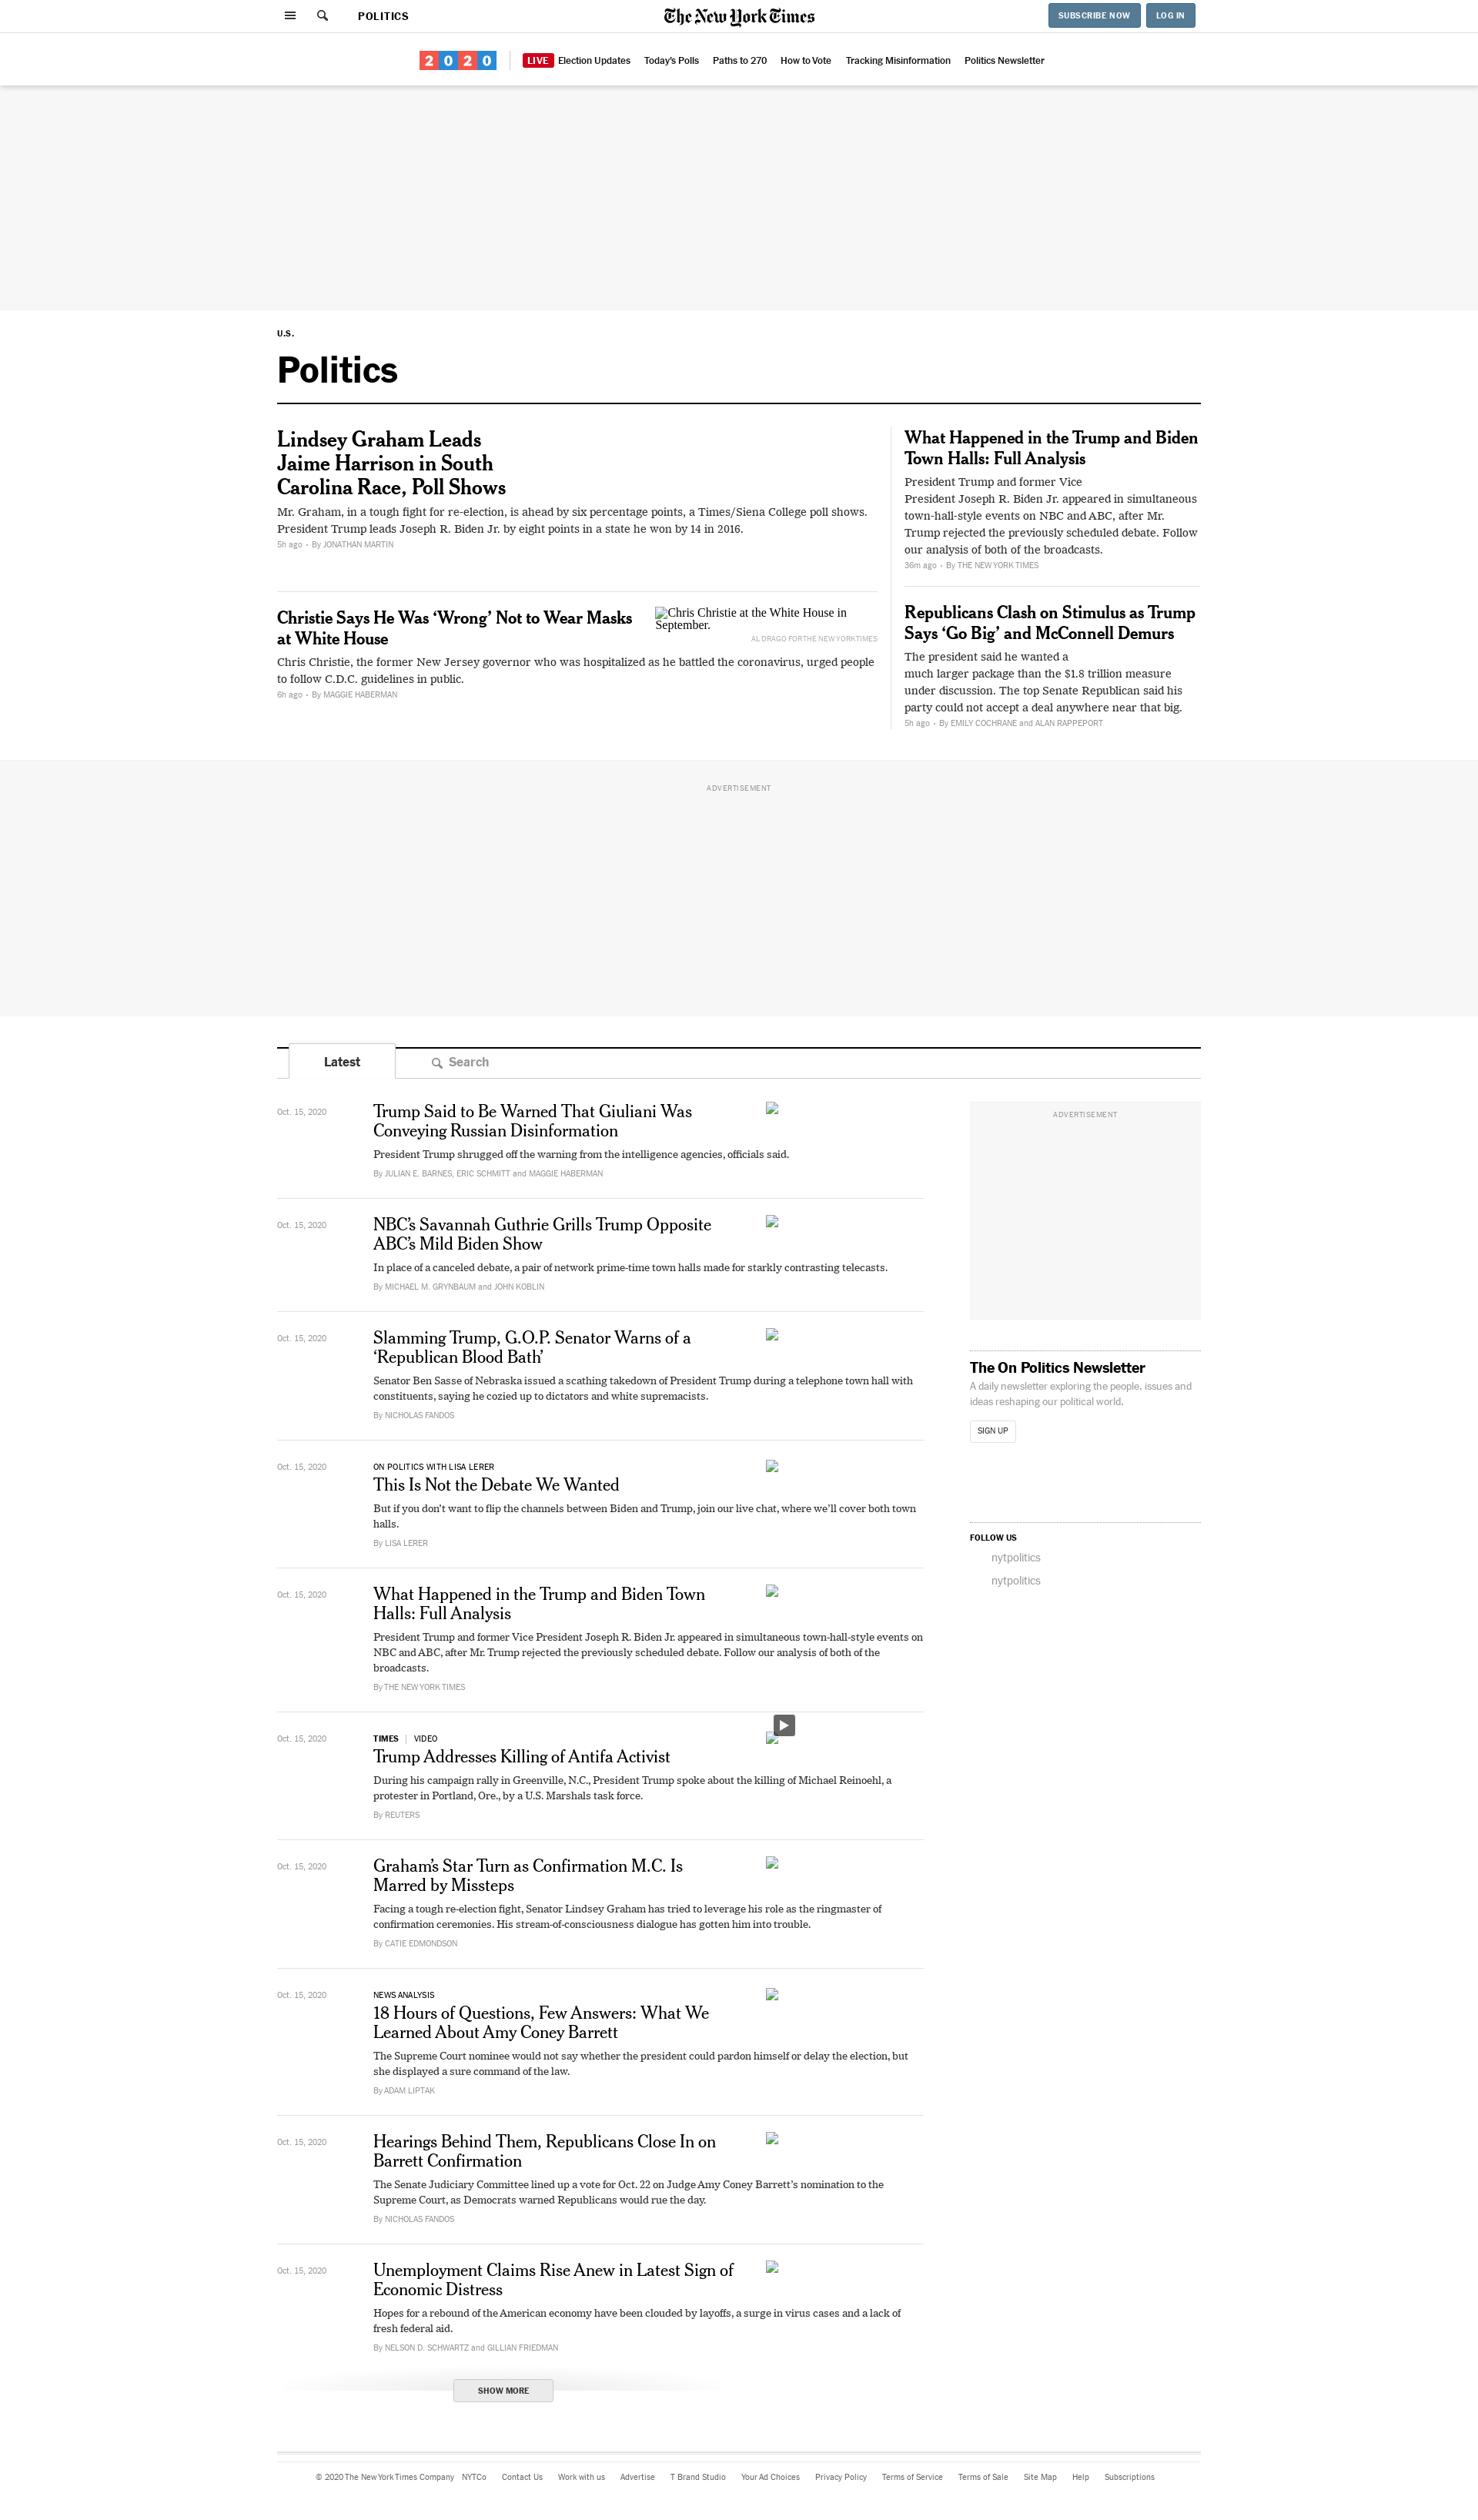 POLITICS
The New York Times
SUBSCRIBE NOW
LOG IN
2020
LIVE Election Updates
Today's Polls
Paths to 270
How to Vote
Tracking Misinformation
Politics Newsletter
U.S.
Politics
Lindsey Graham Leads
Jaime Harrison in South
Carolina Race, Poll Shows
Mr. Graham, in a tough fight for re-election, is ahead by six percentage points, a Times/Siena College poll shows.
President Trump leads Joseph R. Biden Jr. by eight points in a state he won by 14 in 2016.
5h ago • By JONATHAN MARTIN
Christie Says He Was ‘Wrong’ Not to Wear Masks
at White House
Chris Christie at the White House in
September.
AL DRAGO FOR THE NEW YORK TIMES
Chris Christie, the former New Jersey governor who was hospitalized as he battled the coronavirus, urged people
to follow C.D.C. guidelines in public.
6h ago • By MAGGIE HABERMAN
What Happened in the Trump and Biden
Town Halls: Full Analysis
President Trump and former Vice
President Joseph R. Biden Jr. appeared in simultaneous
town-hall-style events on NBC and ABC, after Mr.
Trump rejected the previously scheduled debate. Follow
our analysis of both of the broadcasts.
36m ago • By THE NEW YORK TIMES
Republicans Clash on Stimulus as Trump
Says ‘Go Big’ and McConnell Demurs
The president said he wanted a
much larger package than the $1.8 trillion measure
under discussion. The top Senate Republican said his
party could not accept a deal anywhere near that big.
5h ago • By EMILY COCHRANE and ALAN RAPPEPORT
ADVERTISEMENT
Latest
Search
Oct. 15, 2020
Trump Said to Be Warned That Giuliani Was
Conveying Russian Disinformation
President Trump shrugged off the warning from the intelligence agencies, officials said.
By JULIAN E. BARNES, ERIC SCHMITT and MAGGIE HABERMAN
Oct. 15, 2020
NBC’s Savannah Guthrie Grills Trump Opposite
ABC’s Mild Biden Show
In place of a canceled debate, a pair of network prime-time town halls made for starkly contrasting telecasts.
By MICHAEL M. GRYNBAUM and JOHN KOBLIN
Oct. 15, 2020
Slamming Trump, G.O.P. Senator Warns of a
‘Republican Blood Bath’
Senator Ben Sasse of Nebraska issued a scathing takedown of President Trump during a telephone town hall with
constituents, saying he cozied up to dictators and white supremacists.
By NICHOLAS FANDOS
Oct. 15, 2020
ON POLITICS WITH LISA LERER
This Is Not the Debate We Wanted
But if you don’t want to flip the channels between Biden and Trump, join our live chat, where we’ll cover both town
halls.
By LISA LERER
Oct. 15, 2020
What Happened in the Trump and Biden Town
Halls: Full Analysis
President Trump and former Vice President Joseph R. Biden Jr. appeared in simultaneous town-hall-style events on
NBC and ABC, after Mr. Trump rejected the previously scheduled debate. Follow our analysis of both of the
broadcasts.
By THE NEW YORK TIMES
Oct. 15, 2020
TIMES | VIDEO
Trump Addresses Killing of Antifa Activist
During his campaign rally in Greenville, N.C., President Trump spoke about the killing of Michael Reinoehl, a
protester in Portland, Ore., by a U.S. Marshals task force.
By REUTERS
Oct. 15, 2020
Graham’s Star Turn as Confirmation M.C. Is
Marred by Missteps
Facing a tough re-election fight, Senator Lindsey Graham has tried to leverage his role as the ringmaster of
confirmation ceremonies. His stream-of-consciousness dialogue has gotten him into trouble.
By CATIE EDMONDSON
Oct. 15, 2020
NEWS ANALYSIS
18 Hours of Questions, Few Answers: What We
Learned About Amy Coney Barrett
The Supreme Court nominee would not say whether the president could pardon himself or delay the election, but
she displayed a sure command of the law.
By ADAM LIPTAK
Oct. 15, 2020
Hearings Behind Them, Republicans Close In on
Barrett Confirmation
The Senate Judiciary Committee lined up a vote for Oct. 22 on Judge Amy Coney Barrett’s nomination to the
Supreme Court, as Democrats warned Republicans would rue the day.
By NICHOLAS FANDOS
Oct. 15, 2020
Unemployment Claims Rise Anew in Latest Sign of
Economic Distress
Hopes for a rebound of the American economy have been clouded by layoffs, a surge in virus cases and a lack of
fresh federal aid.
By NELSON D. SCHWARTZ and GILLIAN FRIEDMAN
SHOW MORE
ADVERTISEMENT
The On Politics Newsletter
A daily newsletter exploring the people, issues and
ideas reshaping our political world.
SIGN UP
FOLLOW US
nytpolitics
nytpolitics
© 2020 The New York Times Company NYTCo Contact Us Work with us Advertise T Brand Studio Your Ad Choices Privacy Policy Terms of Service Terms of Sale Site Map Help Subscriptions